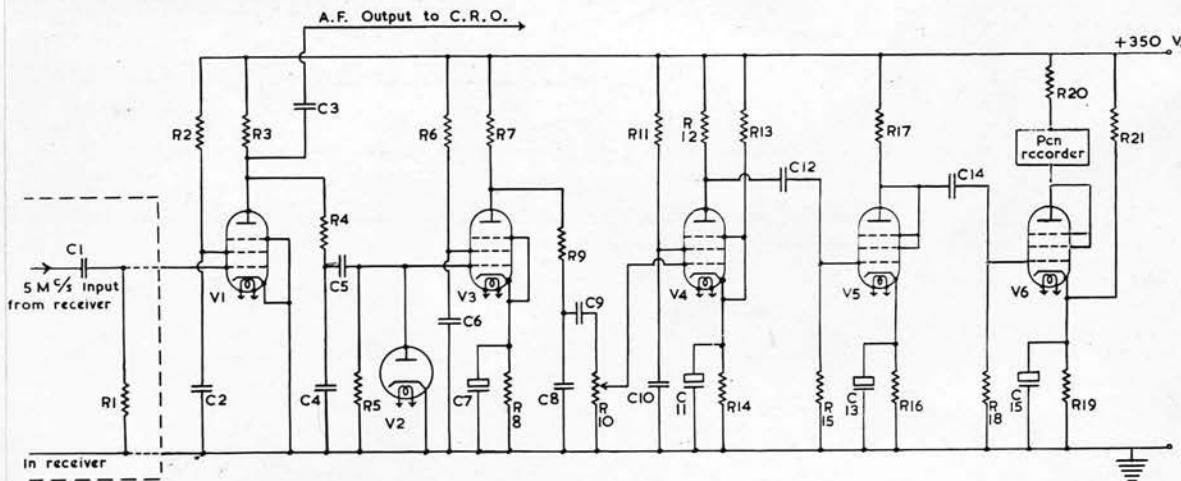 A.F. Output to C.R.O.
+350 V.
C3
R20
R2
R3
R6
R7
R11
R
12
R13
R17
Pen
recorder
R21
C12
C14
R4
R9
C1
5 Mc/s Input
from receiver
V1
C5
V3
C6
C9
V4
V5
V6
R1
C2
C4
R5
V2
C7
R
8
C8
R
10
C10
C
11
R14
R
15
C
13
R16
R
18
C
15
R19
In receiver